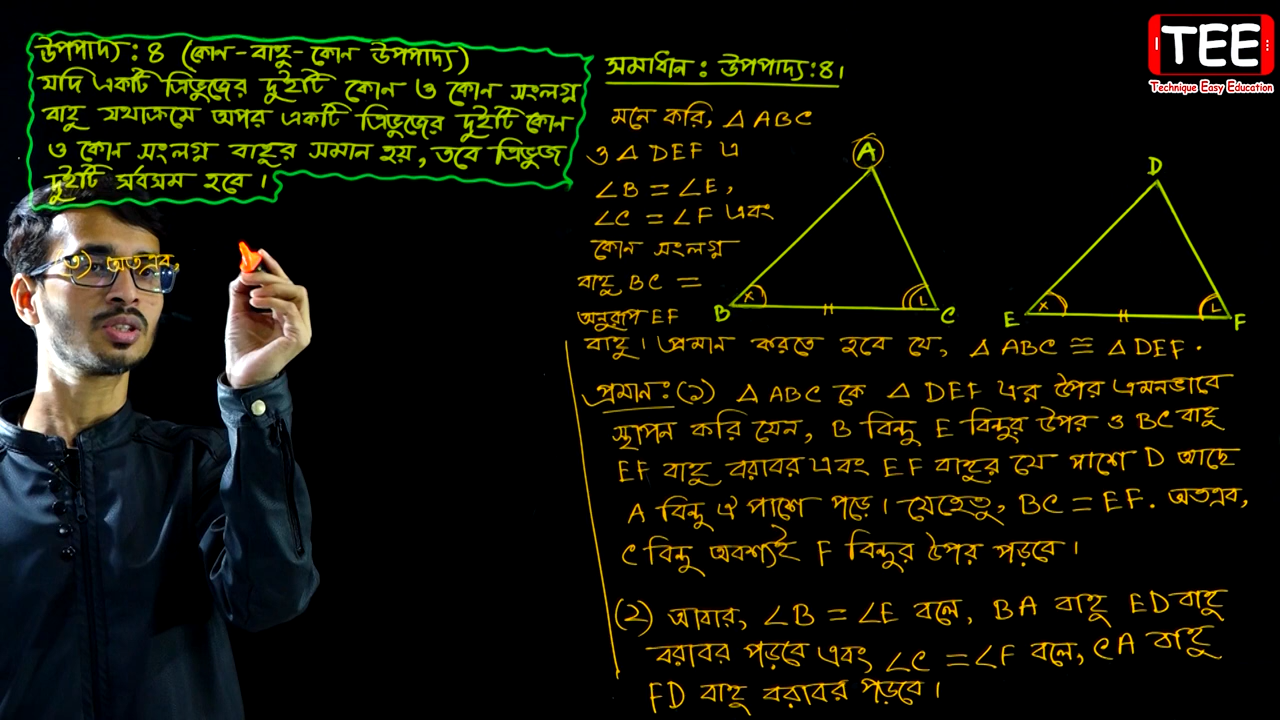 উপপাদ্য: ৪ (কোন-বাহু-কোন উপপাদ্য)
যদি একটি ত্রিভুজের দুইটি কোন ও কোন সংলগ্ন
বাহু যথাক্রমে অপর একটি ত্রিভুজের দুইটি কোন
ও কোন সংলগ্ন বাহুর সমান হয়, তবে ত্রিভুজ
দুইটি সর্বসম হবে।
৩) অতএব,
সমাধান: উপপাদ্য: ৪।
মনে করি, △ ABC
ও △ DEF এ
∠B = ∠E,
∠C = ∠F এবং
কোন সংলগ্ন
বাহু BC =
অনুরূপ EF
বাহু। প্রমান করতে হবে যে, △ ABC ≅ △ DEF.
A
B
C
x
L
D
E
F
x
L
প্রমান: (১) △ ABC কে △ DEF এর উপর এমনভাবে
স্থাপন করি যেন, B বিন্দু E বিন্দুর উপর ও BC বাহু
EF বাহু বরাবর এবং EF বাহুর যে পাশে D আছে
A বিন্দু ঐ পাশে পড়ে। যেহেতু, BC = EF. অতএব,
C বিন্দু অবশ্যই F বিন্দুর উপর পড়বে।
(২) আবার, ∠B = ∠E বলে, BA বাহু ED বাহু
বরাবর পড়বে এবং ∠C = ∠F বলে, CA বাহু
FD বাহু বরাবর পড়বে।
TEE
Technique Easy Education